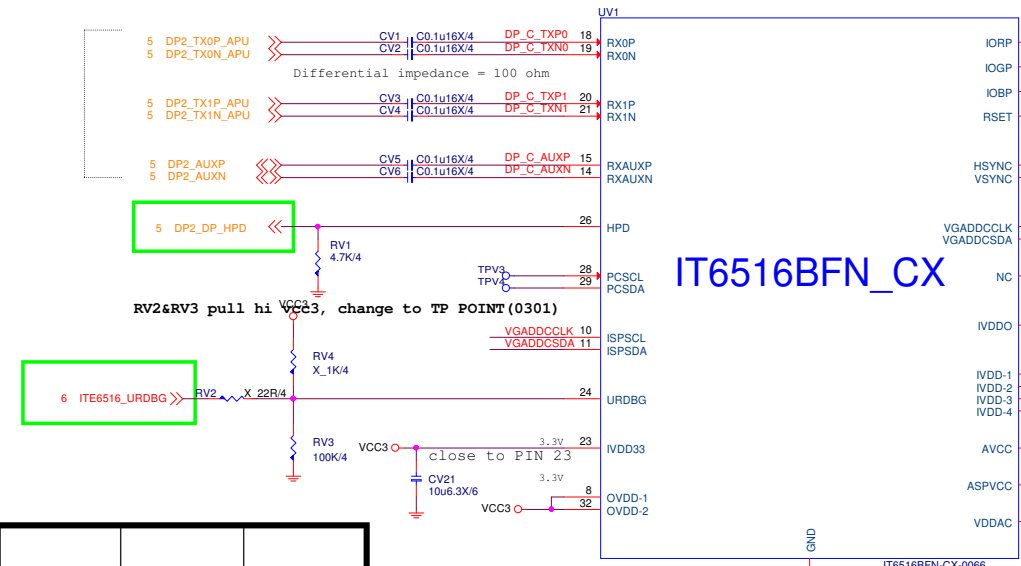 UV1
5 DP2_TX0P_APU CV1 C0.1u16X/4 DP_C_TXP0 18 RX0P IORP
5 DP2_TX0N_APU CV2 C0.1u16X/4 DP_C_TXN0 19 RX0N
IOGP
Differential impedance = 100 ohm
IOBP
5 DP2_TX1P_APU CV3 C0.1u16X/4 DP_C_TXP1 20 RX1P
5 DP2_TX1N_APU CV4 C0.1u16X/4 DP_C_TXN1 21 RX1N RSET
5 DP2_AUXP CV5 C0.1u16X/4 DP_C_AUXP 15 RXAUXP HSYNC
5 DP2_AUXN CV6 C0.1u16X/4 DP_C_AUXN 14 RXAUXN VSYNC
5 DP2_DP_HPD 26 HPD VGADDCCLK
VGADDCSDA
RV1
4.7K/4
TPV3 28 PCSCL NC
TPV4 29 PCSDA
IT6516BFN_CX
RV2&RV3 pull hi vcc3, change to TP POINT(0301)
VCC3
IVDDO
VGADDCCLK 10 ISPSCL
VGADDCSDA 11 ISPSDA
RV4
X_1K/4
IVDD-1
IVDD-2
IVDD-3
IVDD-4
6 ITE6516_URDBG RV2 X_22R/4 24 URDBG
RV3
100K/4
VCC3 3.3V 23 IVDD33 AVCC
close to PIN 23
CV21
10u6.3X/6
3.3V
ASPVCC
8 OVDD-1
VCC3 32 OVDD-2
VDDAC
GND
IT6516BFN-CX-0066